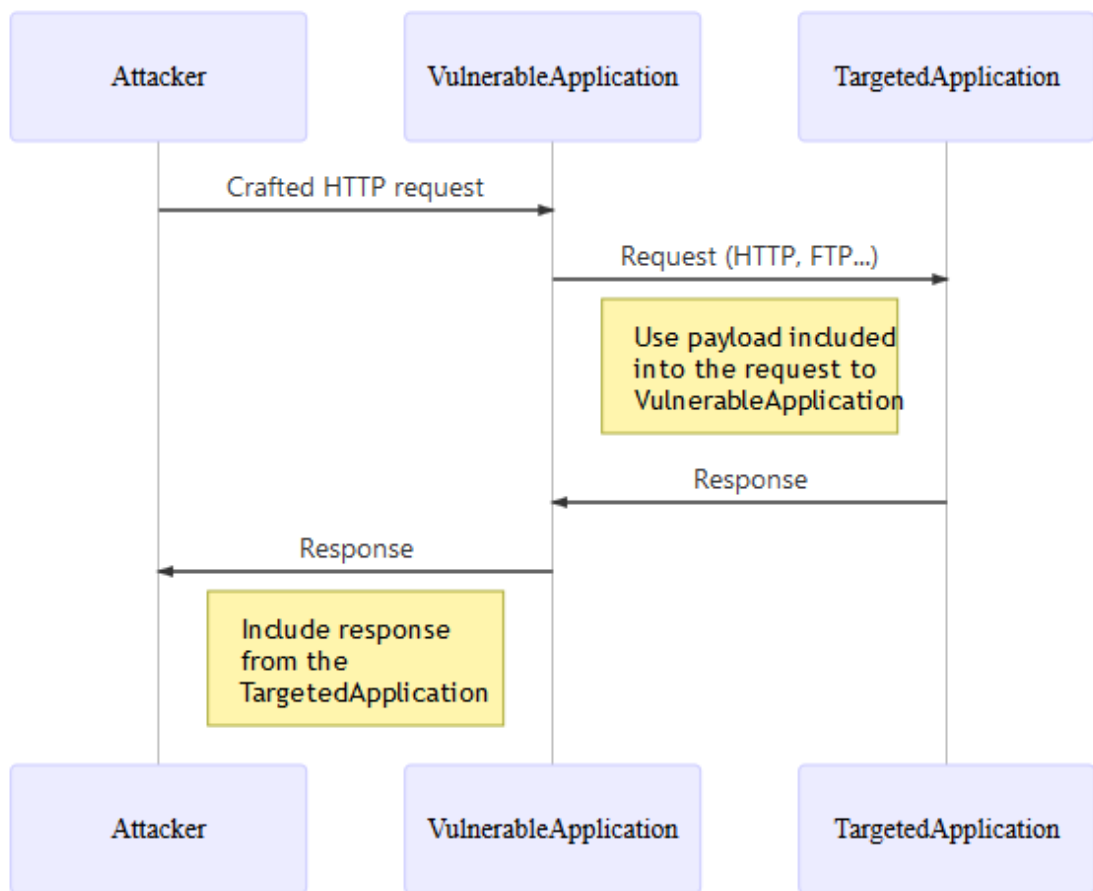 Attacker
VulnerableApplication
TargetedApplication
Crafted HTTP request
Request (HTTP, FTP...)
Use payload included
into the request to
VulnerableApplication
Response
Response
Include response
from the
TargetedApplication
Attacker
VulnerableApplication
TargetedApplication